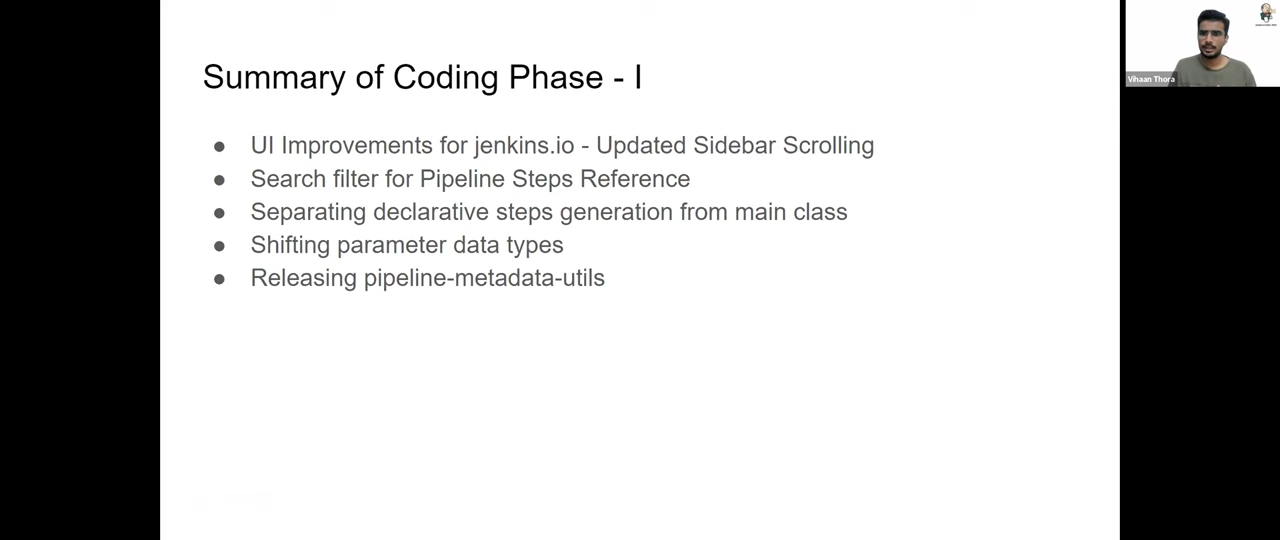 Summary of Coding Phase - I
● UI Improvements for jenkins.io - Updated Sidebar Scrolling
● Search filter for Pipeline Steps Reference
● Separating declarative steps generation from main class
● Shifting parameter data types
● Releasing pipeline-metadata-utils
Vihaan Thora